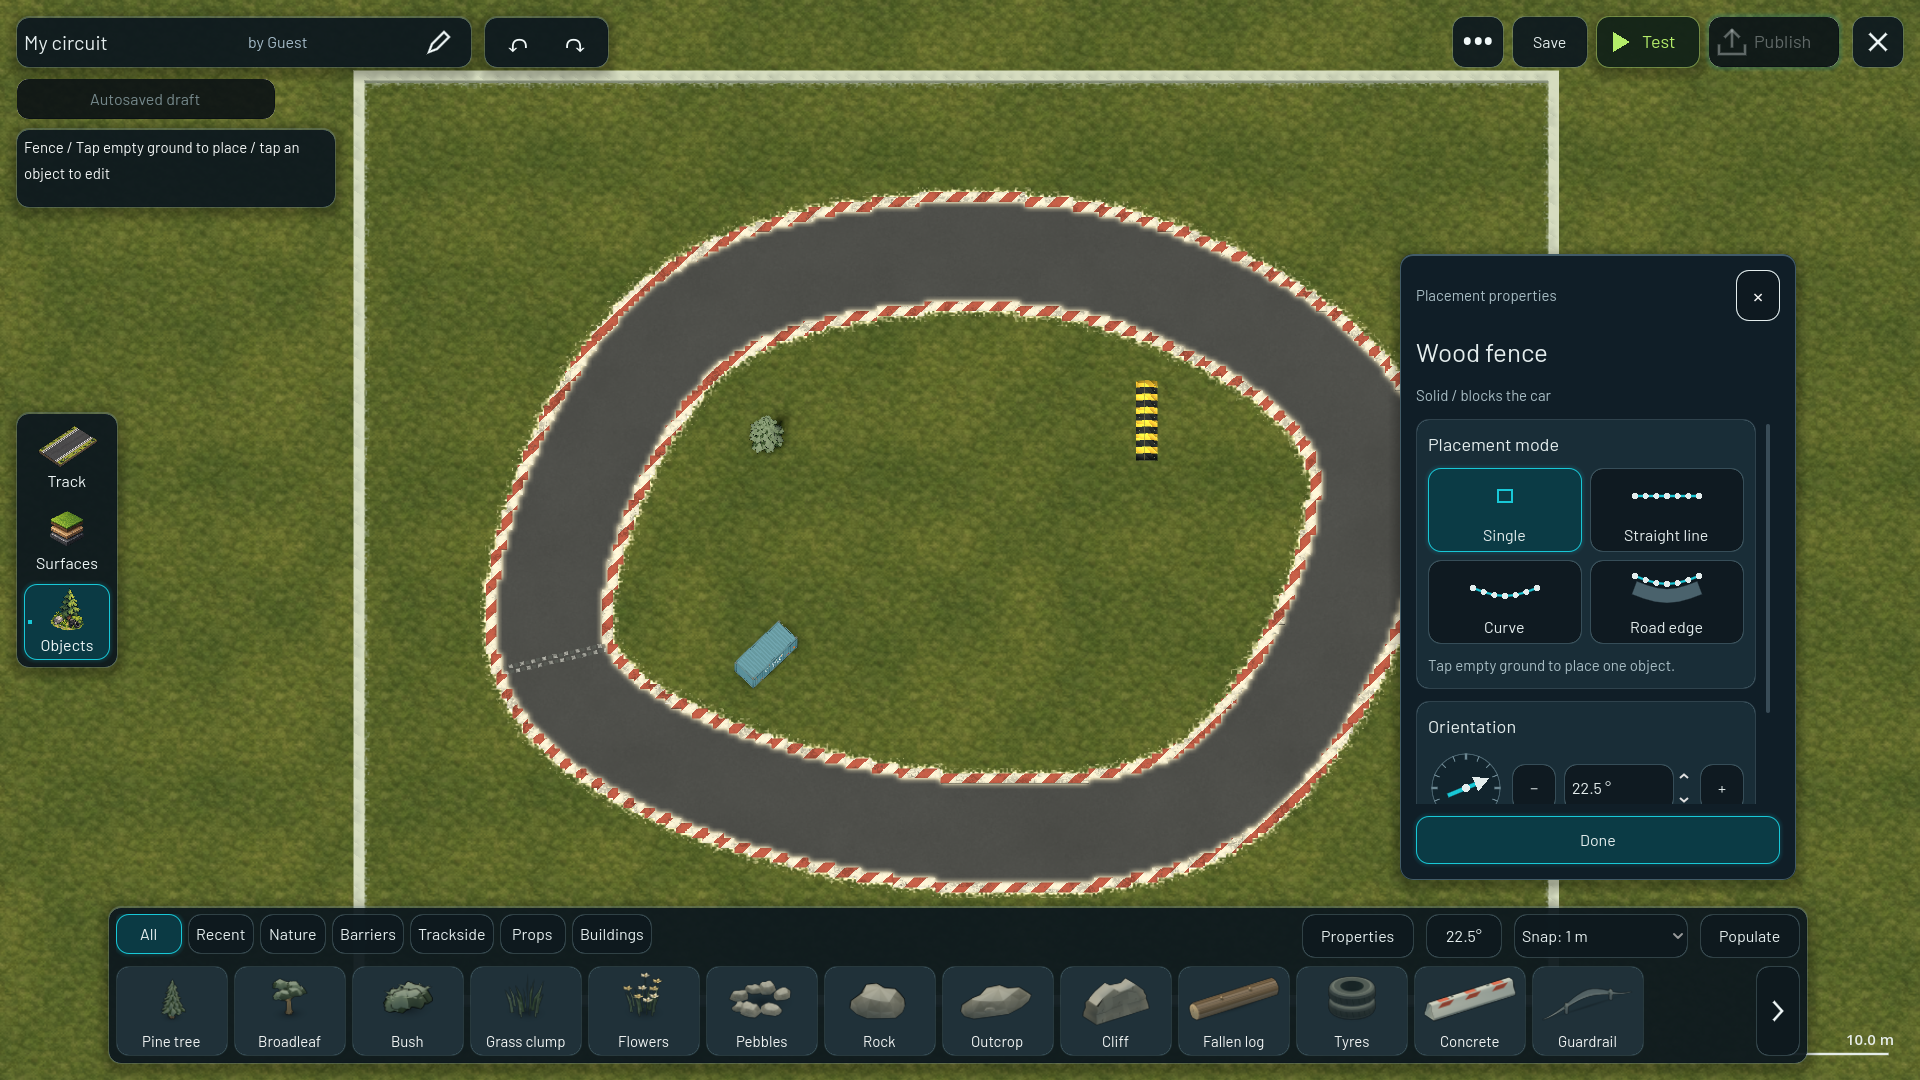 My circuit
by Guest
Save
Test
Publish
Autosaved draft
Fence / Tap empty ground to place / tap an
object to edit
Track
Surfaces
Objects
Placement properties
Wood fence
Solid / blocks the car
Placement mode
Single
Straight line
Curve
Road edge
Tap empty ground to place one object.
Orientation
22.5 °
Done
All
Recent
Nature
Barriers
Trackside
Props
Buildings
Properties
22.5°
Snap: 1 m
Populate
Pine tree
Broadleaf
Bush
Grass clump
Flowers
Pebbles
Rock
Outcrop
Cliff
Fallen log
Tyres
Concrete
Guardrail
10.0 m